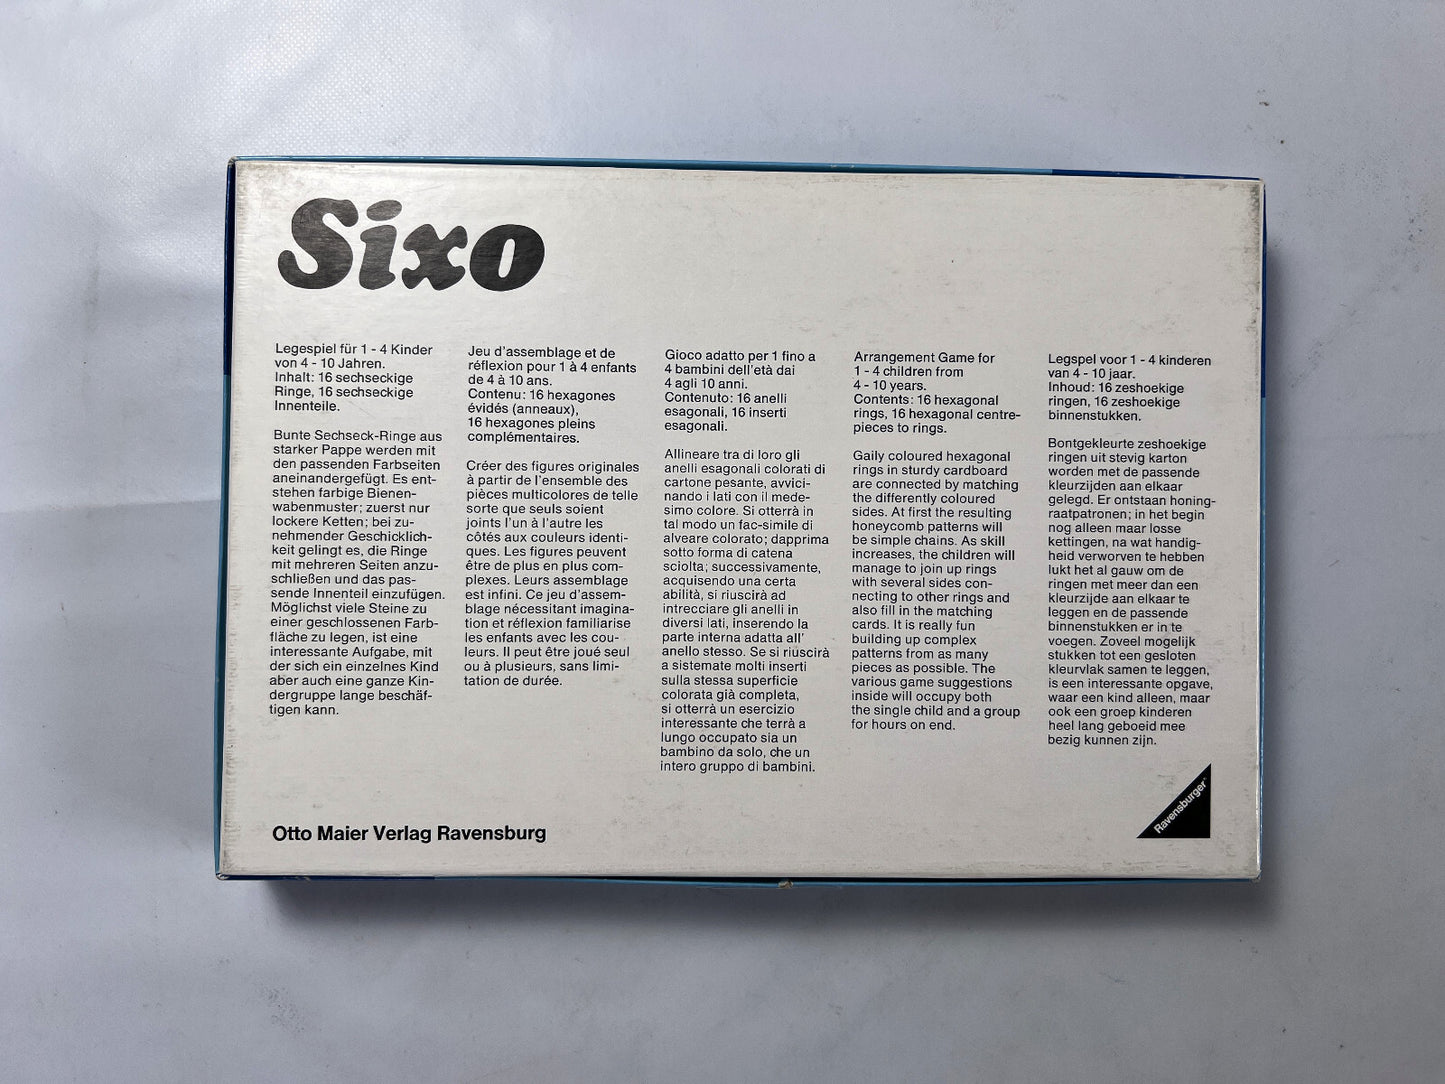 Sixo
Legespiel für 1 - 4 Kinder
von 4 - 10 Jahren.
Inhalt: 16 sechseckige
Ringe, 16 sechseckige
Innenteile.
Bunte Sechseck-Ringe aus
starker Pappe werden mit
den passenden Farbseiten
aneinandergefügt. Es ent-
stehen farbige Bienen-
wabenmuster; zuerst nur
lockere Ketten; bei zu-
nehmender Geschicklich-
keit gelingt es, die Ringe
mit mehreren Seiten anzu-
schließen und das pas-
sende Innenteil einzufügen.
Möglichst viele Steine zu
einer geschlossenen Farb-
fläche zu legen, ist eine
interessante Aufgabe, mit
der sich ein einzelnes Kind
aber auch eine ganze Kin-
dergruppe lange beschäf-
tigen kann.
Jeu d'assemblage et de
réflexion pour 1 à 4 enfants
de 4 à 10 ans.
Contenu: 16 hexagones
évidés (anneaux),
16 hexagones pleins
complémentaires.
Créer des figures originales
à partir de l'ensemble des
pièces multicolores de telle
sorte que seuls soient
joints l'un à l'autre les
côtés aux couleurs identi-
ques. Les figures peuvent
être de plus en plus com-
plexes. Leurs assemblage
est infini. Ce jeu d'assem-
blage nécessitant imagina-
tion et réflexion familiarise
les enfants avec les cou-
leurs. Il peut être joué seul
ou à plusieurs, sans limi-
tation de durée.
Gioco adatto per 1 fino a
4 bambini dell'età dai
4 agli 10 anni.
Contenuto: 16 anelli
esagonali, 16 inserti
esagonali.
Allineare tra di loro gli
anelli esagonali colorati di
cartone pesante, avvici-
nando i lati con il mede-
simo colore. Si otterrà in
tal modo un fac-simile di
alveare colorato; dapprima
sotto forma di catena
sciolta; successivamente,
acquisendo una certa
abilità, si riuscirà ad
intrecciare gli anelli in
diversi lati, inserendo la
parte interna adatta all'
anello stesso. Se si riuscirà
a sistemate molti inserti
sulla stessa superficie
colorata già completa,
si otterrà un esercizio
interessante che terrà a
lungo occupato sia un
bambino da solo, che un
intero gruppo di bambini.
Arrangement Game for
1 - 4 children from
4 - 10 years.
Contents: 16 hexagonal
rings, 16 hexagonal centre-
pieces to rings.
Gaily coloured hexagonal
rings in sturdy cardboard
are connected by matching
the differently coloured
sides. At first the resulting
honeycomb patterns will
be simple chains. As skill
increases, the children will
manage to join up rings
with several sides con-
necting to other rings and
also fill in the matching
cards. It is really fun
building up complex
patterns from as many
pieces as possible. The
various game suggestions
inside will occupy both
the single child and a group
for hours on end.
Legspel voor 1 - 4 kinderen
van 4 - 10 jaar.
Inhoud: 16 zeshoekige
ringen, 16 zeshoekige
binnenstukken.
Bontgekleurte zeshoekige
ringen uit stevig karton
worden met de passende
kleurzijden aan elkaar
gelegd. Er ontstaan honing-
raatpatronen; in het begin
nog alleen maar losse
kettingen, na wat handig-
heid verworven te hebben
lukt het al gauw om de
ringen met meer dan een
kleurzijde aan elkaar te
leggen en de passende
binnenstukken er in te
voegen. Zoveel mogelijk
stukken tot een gesloten
kleurvlak samen te leggen,
is een interessante opgave,
waar een kind alleen, maar
ook een groep kinderen
heel lang geboeid mee
bezig kunnen zijn.
Otto Maier Verlag Ravensburg
Ravensburger